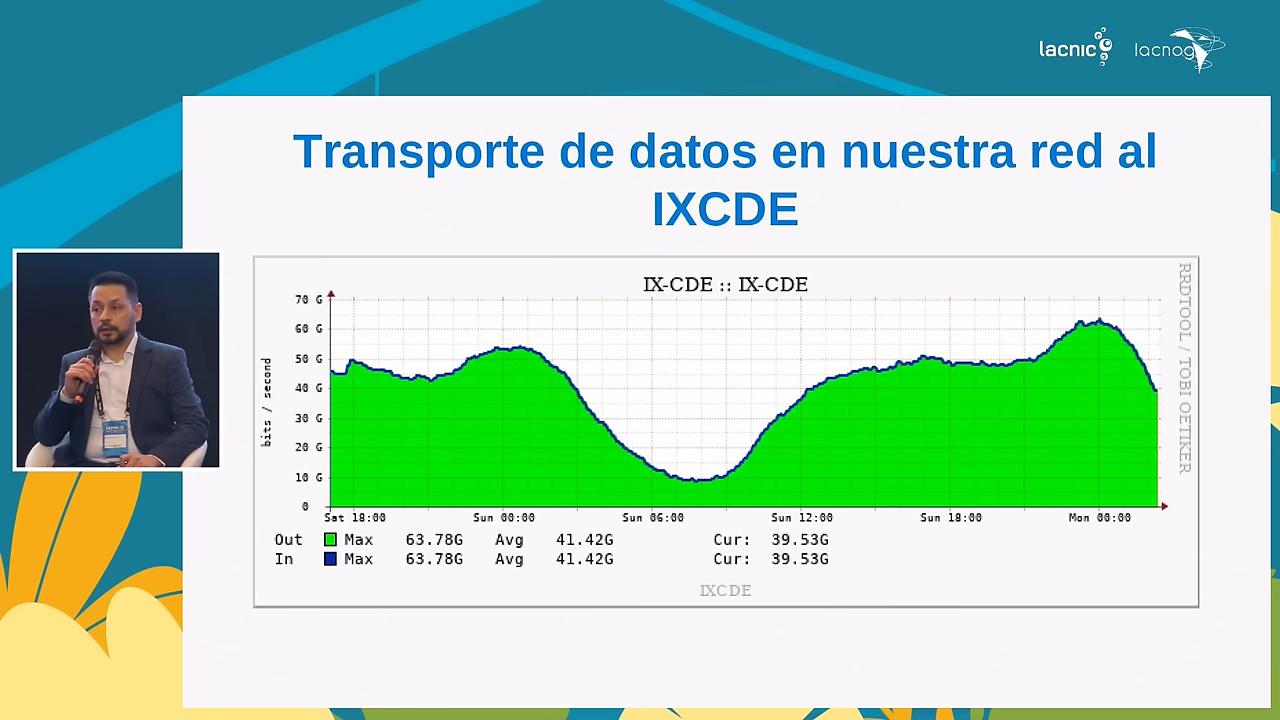 lacnic
lacnog
Transporte de datos en nuestra red al
IXCDE
IX-CDE :: IX-CDE
RRDTOOL / TOBI OETIKER
bits / second
70 G
60 G
50 G
40 G
30 G
20 G
10 G
0
Sat 18:00 Sun 00:00 Sun 06:00 Sun 12:00 Sun 18:00 Mon 00:00
Out Max 63.78G Avg 41.42G Cur: 39.53G
In Max 63.78G Avg 41.42G Cur: 39.53G
IXCDE
lacnic